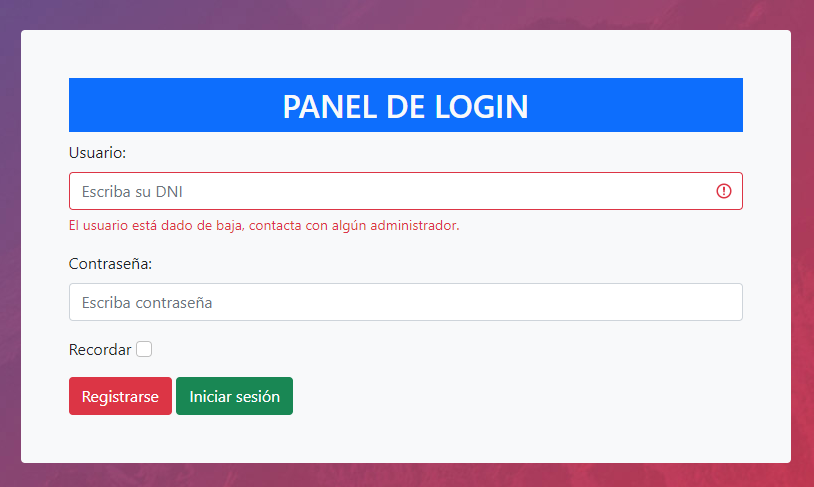 PANEL DE LOGIN
Usuario:
Escriba su DNI
El usuario está dado de baja, contacta con algún administrador.
Contraseña:
Escriba contraseña
Recordar
Registrarse Iniciar sesión